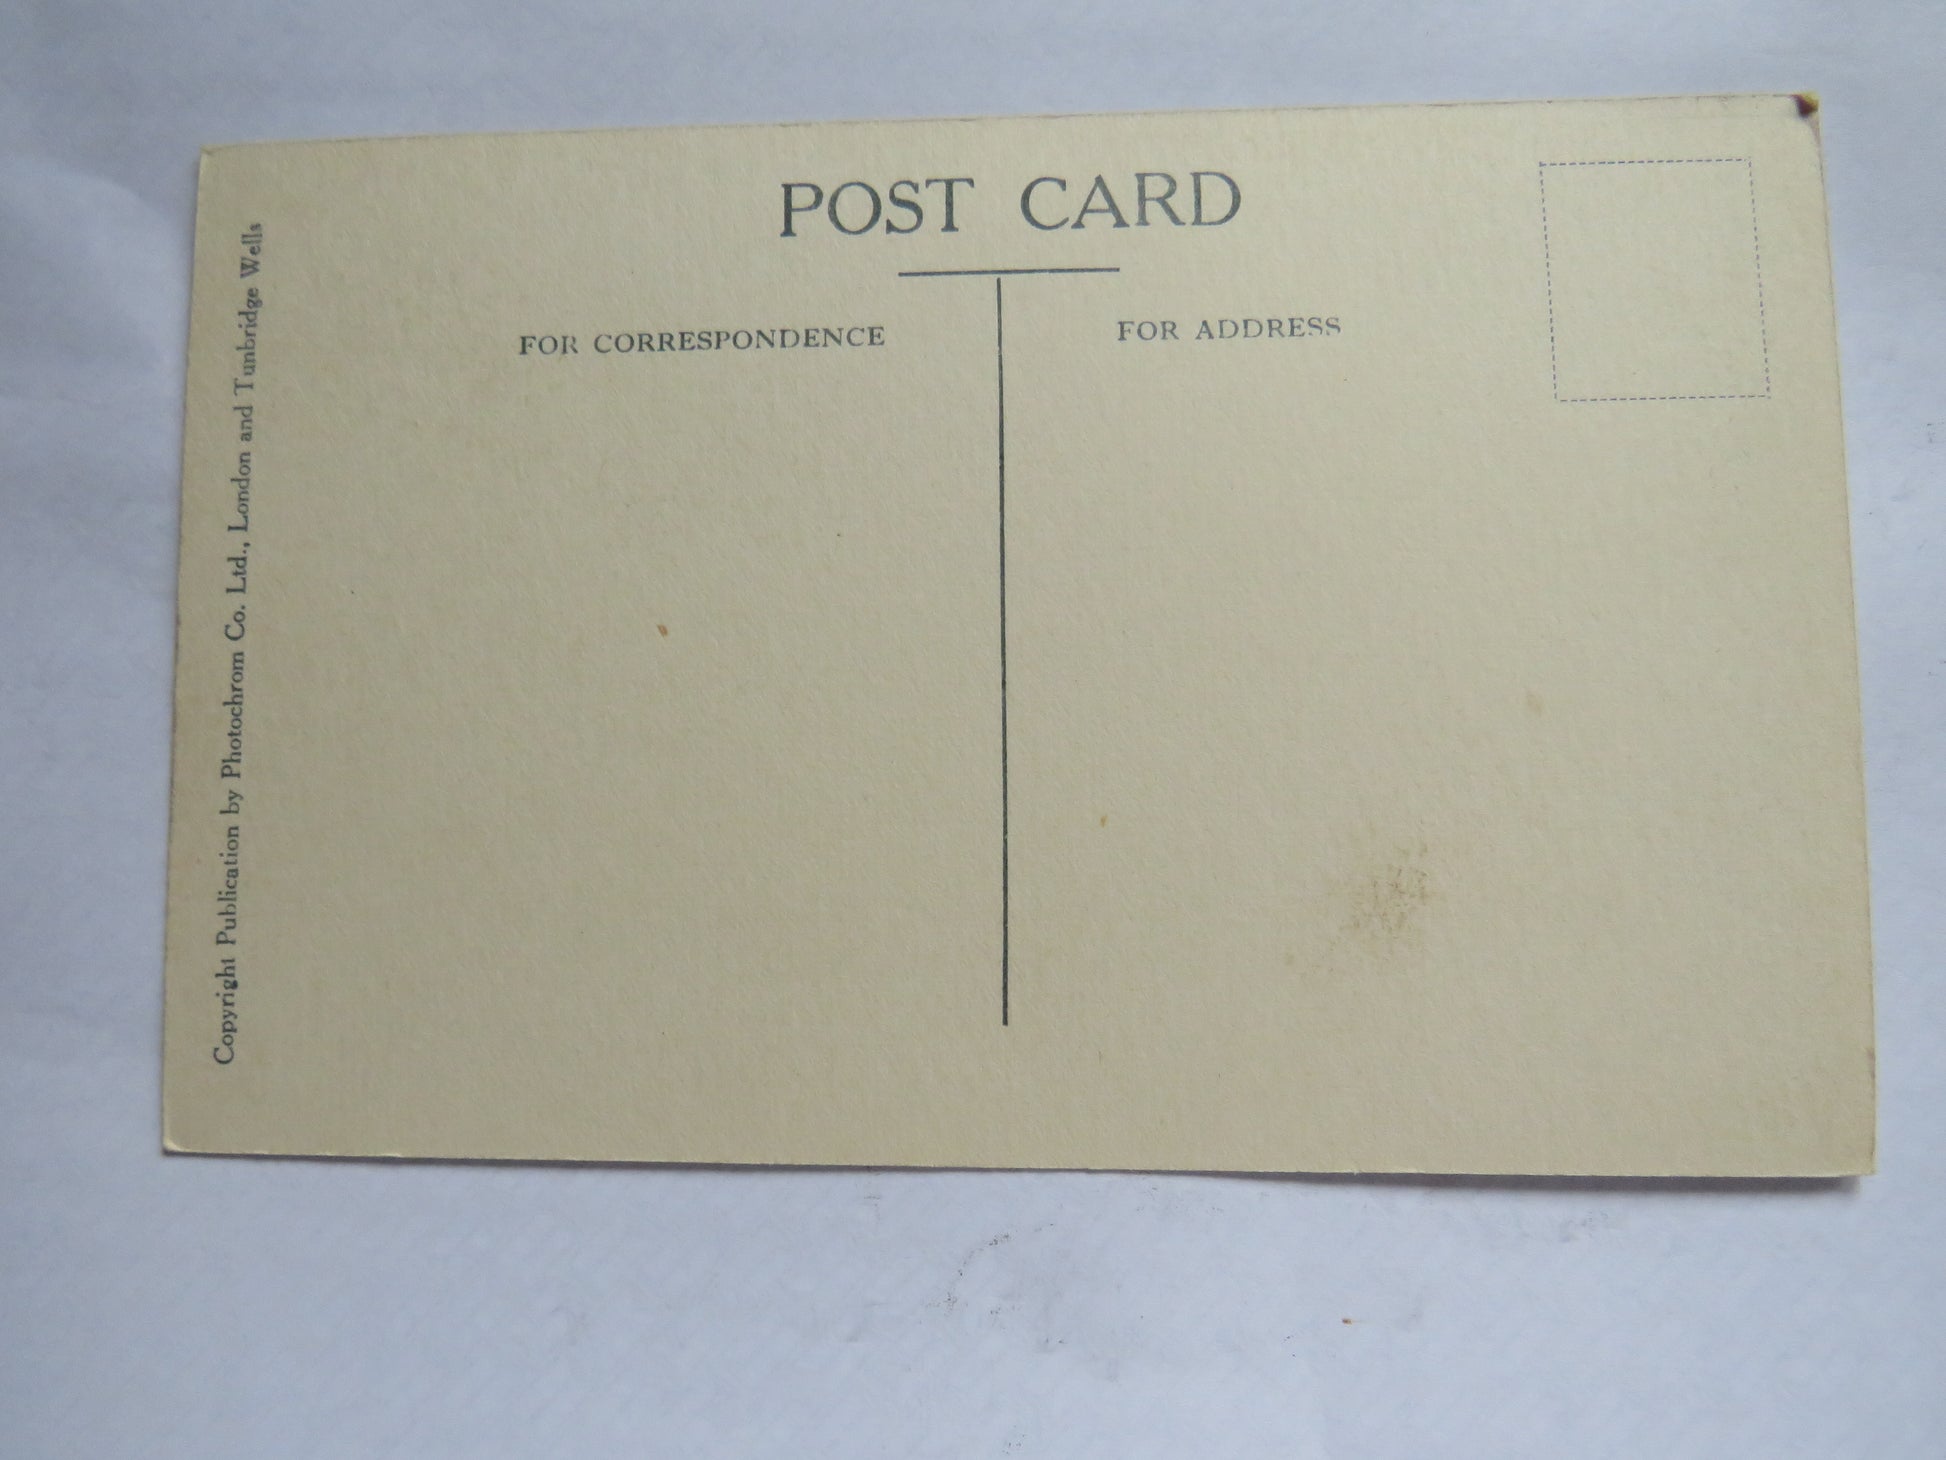 POST CARD
FOR CORRESPONDENCE
FOR ADDRESS
Copyright Publication by Photochrom Co. Ltd., London and Tunbridge Wells